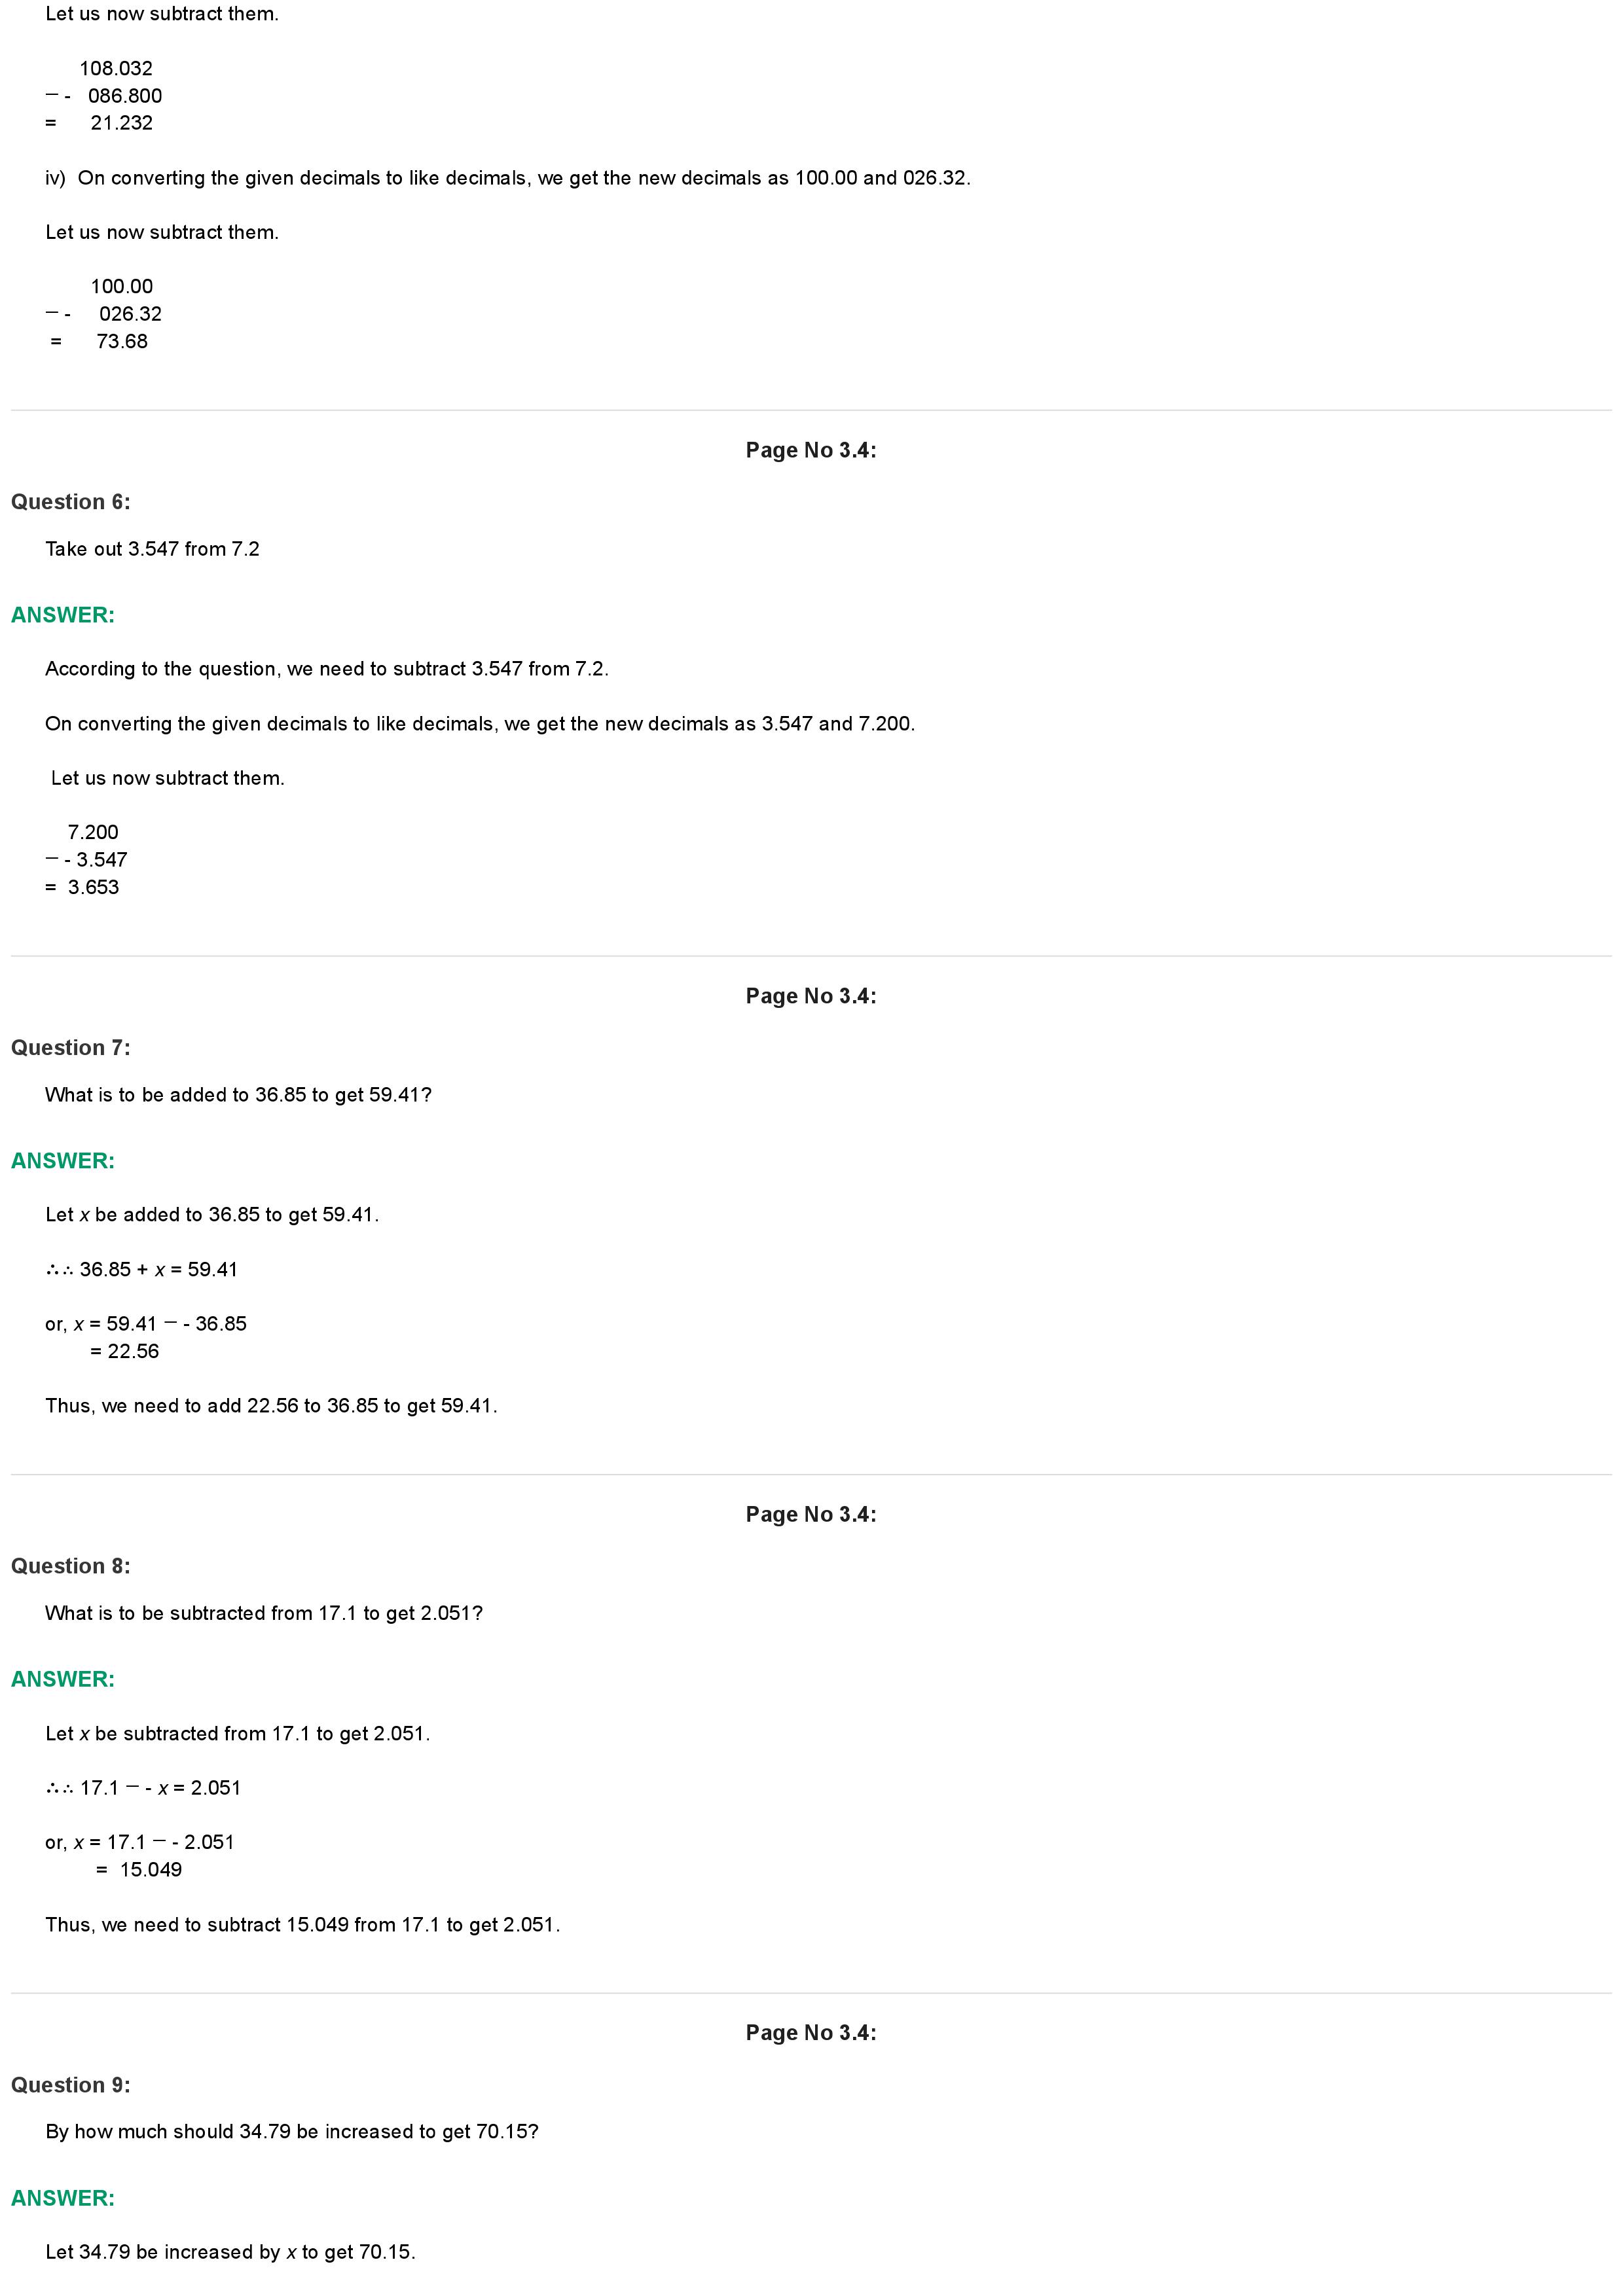 Let us now subtract them.
108.032
− - 086.800
= 21.232
iv) On converting the given decimals to like decimals, we get the new decimals as 100.00 and 026.32.
Let us now subtract them.
100.00
− - 026.32
= 73.68
Page No 3.4:
Question 6:
Take out 3.547 from 7.2
ANSWER:
According to the question, we need to subtract 3.547 from 7.2.
On converting the given decimals to like decimals, we get the new decimals as 3.547 and 7.200.
Let us now subtract them.
7.200
− - 3.547
= 3.653
Page No 3.4:
Question 7:
What is to be added to 36.85 to get 59.41?
ANSWER:
Let x be added to 36.85 to get 59.41.
∴∴ 36.85 + x = 59.41
or, x = 59.41 − - 36.85
= 22.56
Thus, we need to add 22.56 to 36.85 to get 59.41.
Page No 3.4:
Question 8:
What is to be subtracted from 17.1 to get 2.051?
ANSWER:
Let x be subtracted from 17.1 to get 2.051.
∴∴ 17.1 − - x = 2.051
or, x = 17.1 − - 2.051
= 15.049
Thus, we need to subtract 15.049 from 17.1 to get 2.051.
Page No 3.4:
Question 9:
By how much should 34.79 be increased to get 70.15?
ANSWER:
Let 34.79 be increased by x to get 70.15.